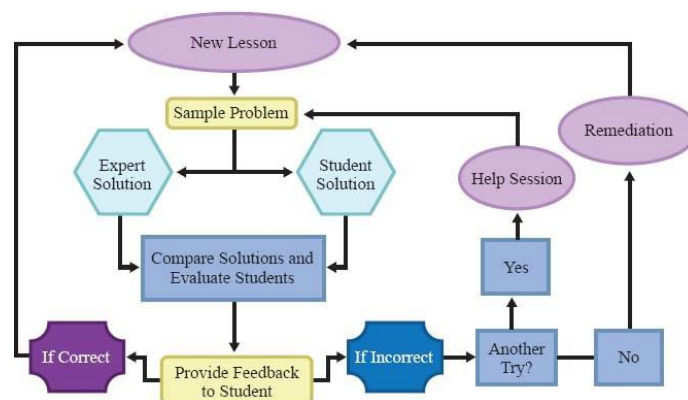 New Lesson
Sample Problem
Expert
Solution
Student
Solution
Remediation
Help Session
Compare Solutions and
Evaluate Students
Yes
If Correct
Provide Feedback
to Student
If Incorrect
Another
Try?
No